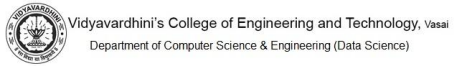 VIDYAVARDHINI
Vidyavardhini's College of Engineering and Technology, Vasai
Department of Computer Science & Engineering (Data Science)